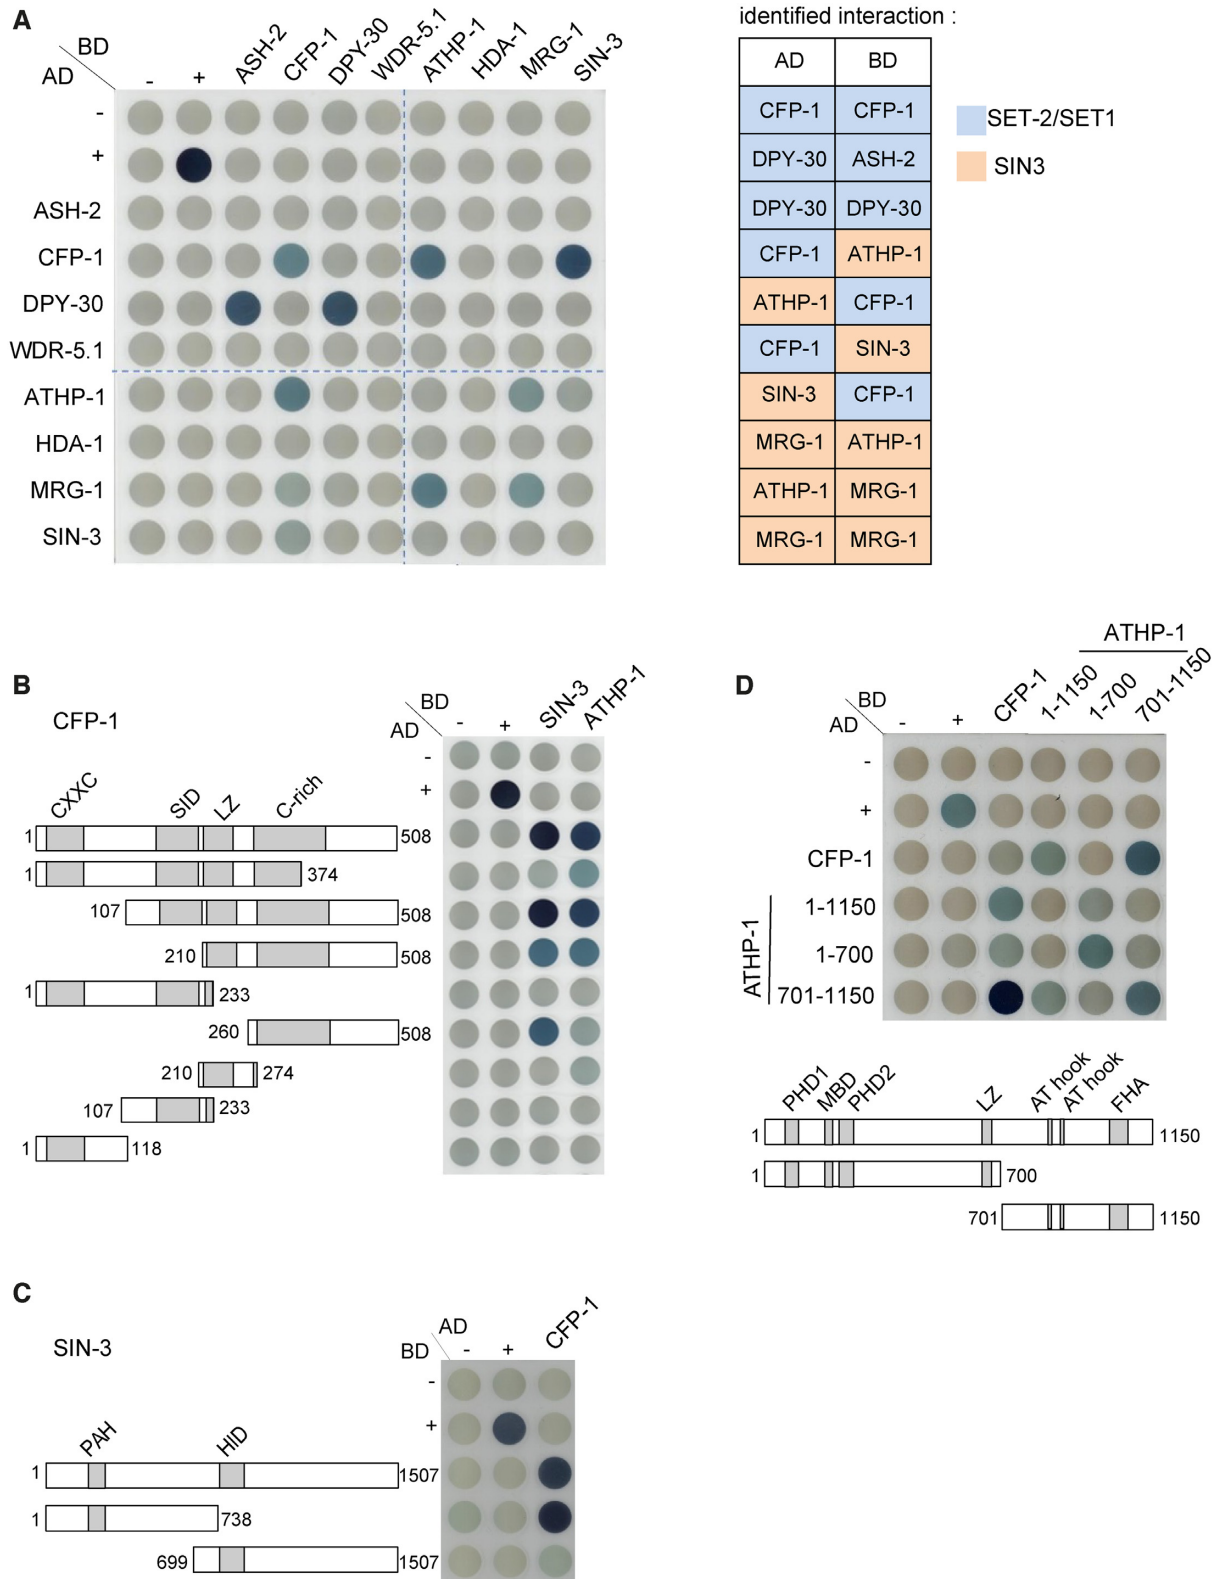 A
BD
AD
- + ASH-2 CFP-1 DPY-30 WDR-5.1 ATHP-1 HDA-1 MRG-1 SIN-3
-
+
ASH-2
CFP-1
DPY-30
WDR-5.1
ATHP-1
HDA-1
MRG-1
SIN-3
identified interaction :
AD BD
CFP-1 CFP-1
DPY-30 ASH-2
DPY-30 DPY-30
CFP-1 ATHP-1
ATHP-1 CFP-1
CFP-1 SIN-3
SIN-3 CFP-1
MRG-1 ATHP-1
ATHP-1 MRG-1
MRG-1 MRG-1
SET-2/SET1
SIN3
B
CFP-1
BD
AD
- + SIN-3 ATHP-1
-
+
CXXC SID LZ C-rich
1 508
1 374
107 508
210 508
1 233
260 508
210 274
107 233
1 118
D
ATHP-1
BD
AD
- + CFP-1 1-1150 1-700 701-1150
-
+
CFP-1
ATHP-1
1-1150
1-700
701-1150
PHD1 MBD PHD2 LZ AT hook AT hook FHA
1 1150
1 700
701 1150
C
SIN-3
AD
BD
- + CFP-1
-
+
PAH HID
1 1507
1 738
699 1507